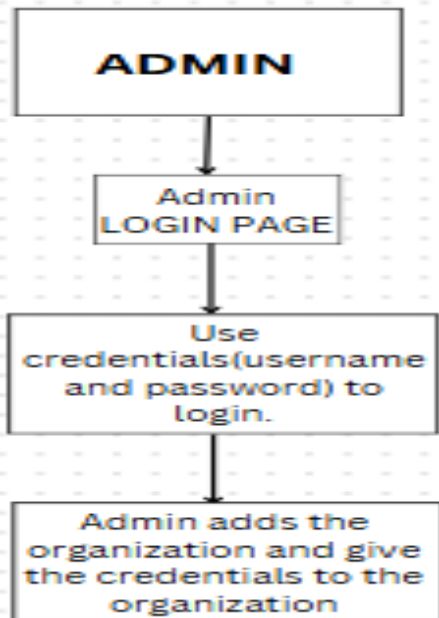 ADMIN
Admin
LOGIN PAGE
Use
credentials(username
and password) to
login.
Admin adds the
organization and give
the credentials to the
organization